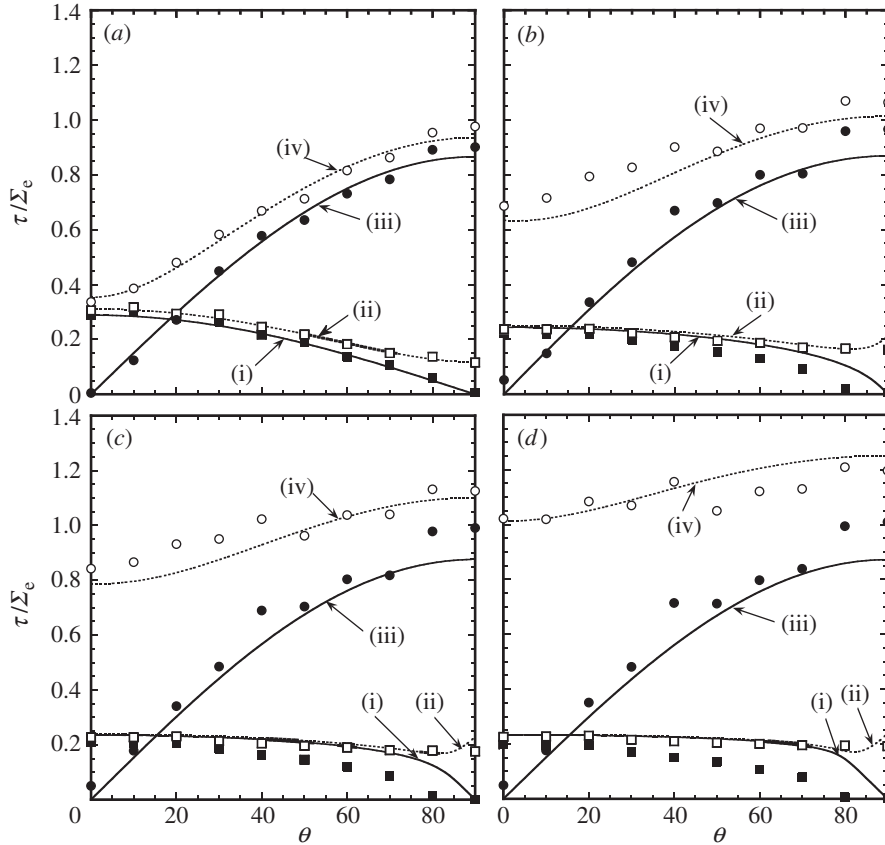 (a)
(b)
1.4
1.2
1.0
0.8
0.6
0.4
0.2
0
τ/Σe
(iv)
(iii)
(ii)
(i)
(iv)
(iii)
(ii)
(i)
(c)
(d)
1.4
1.2
1.0
0.8
0.6
0.4
0.2
0
τ/Σe
(iv)
(iii)
(i)
(ii)
(iv)
(iii)
(i)
(ii)
20 40 60 80
0 20 40 60 80
θ
θ